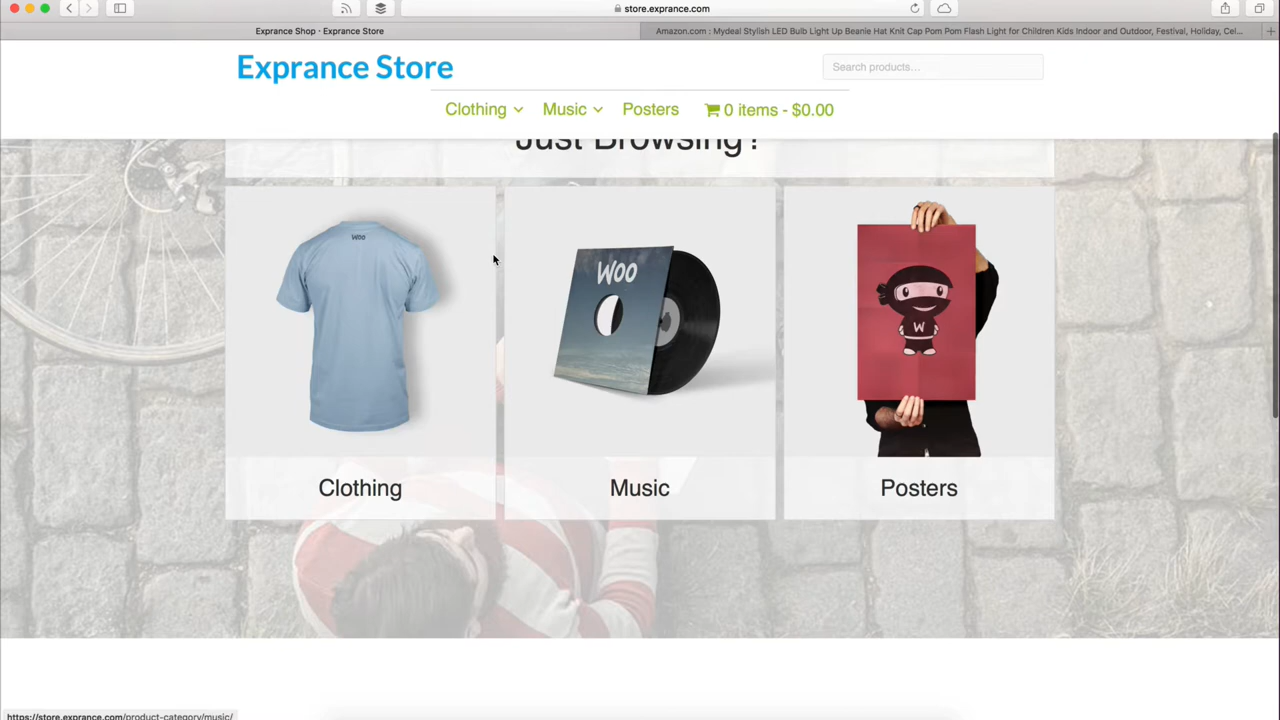 store.exprance.com
Exprance Shop - Exprance Store
Amazon.com : Mydeal Stylish LED Bulb Light Up Beanie Hat Knit Cap Pom Pom Flash Light for Children Kids Indoor and Outdoor, Festival, Holiday, Cel...
Exprance Store
Search products...
Clothing
Music
Posters
0 items - $0.00
Just Browsing?
WOO
WOO
W
Clothing
Music
Posters
https://store.exprance.com/product-category/music/